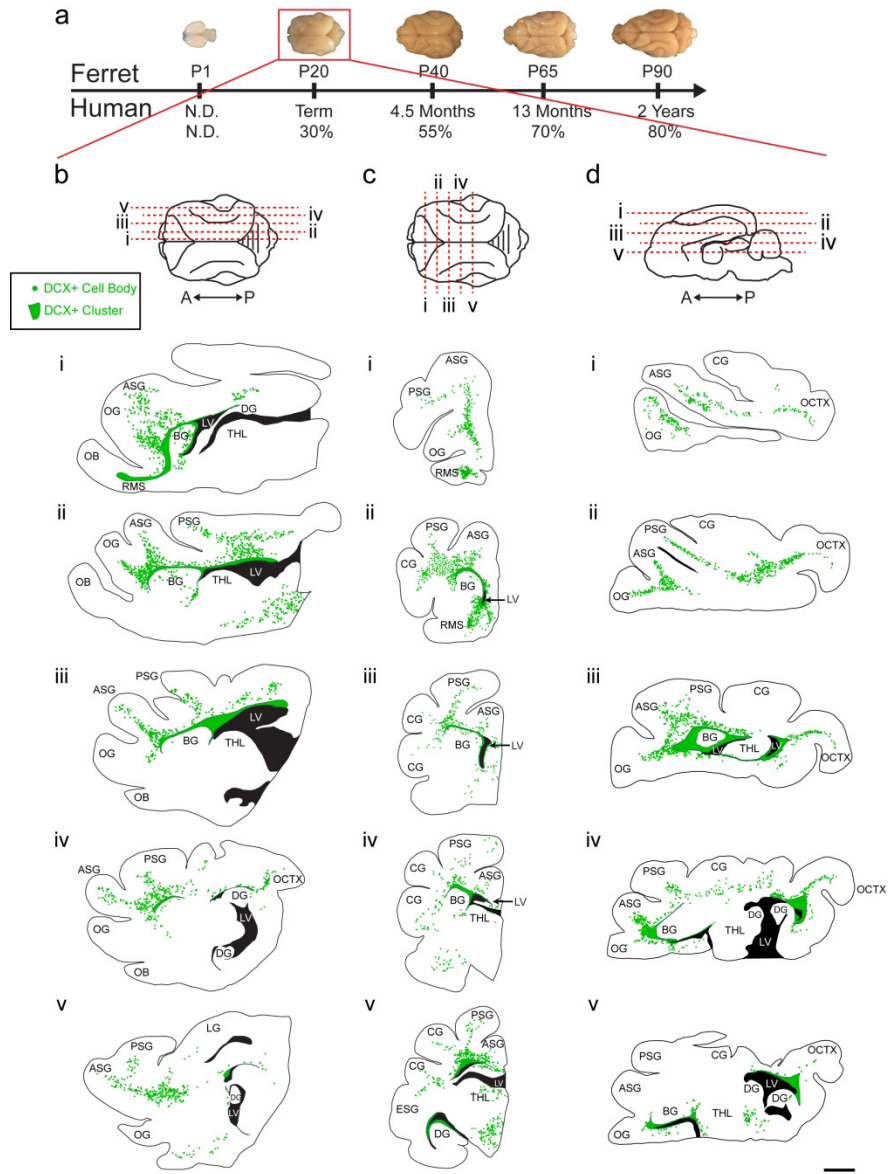 a
Ferret P1 P20 P40 P65 P90
Human N.D. Term 4.5 Months 13 Months 2 Years
N.D. 30% 55% 70% 80%
b
v
iii
i
iv
ii
A P
c
ii iv
i iii v
d
i
iii
v
ii
iv
A P
DCX+ Cell Body
DCX+ Cluster
i
ASG
OG
BG
LV
DG
THL
OB
RMS
ii
ASG
PSG
OG
OB
BG
THL
LV
iii
PSG
ASG
OG
BG
LV
THL
OB
iv
PSG
ASG
OCTX
DG
OG
LV
DG
OB
v
LG
PSG
ASG
DG
LV
OG
i
ASG
PSG
OG
RMS
ii
PSG
ASG
CG
BG
LV
RMS
iii
PSG
ASG
CG
BG
LV
CG
iv
PSG
CG
ASG
CG
BG
LV
THL
v
PSG
CG
ASG
CG
LV
THL
ESG
DG
i
CG
ASG
OCTX
OG
ii
PSG
CG
OCTX
ASG
OG
iii
PSG
CG
ASG
BG
LV
THL
LV
OG
OCTX
iv
PSG
CG
OCTX
ASG
DG
DG
BG
THL
LV
OG
v
PSG
CG
OCTX
ASG
DG
LV
DG
BG
THL
OG